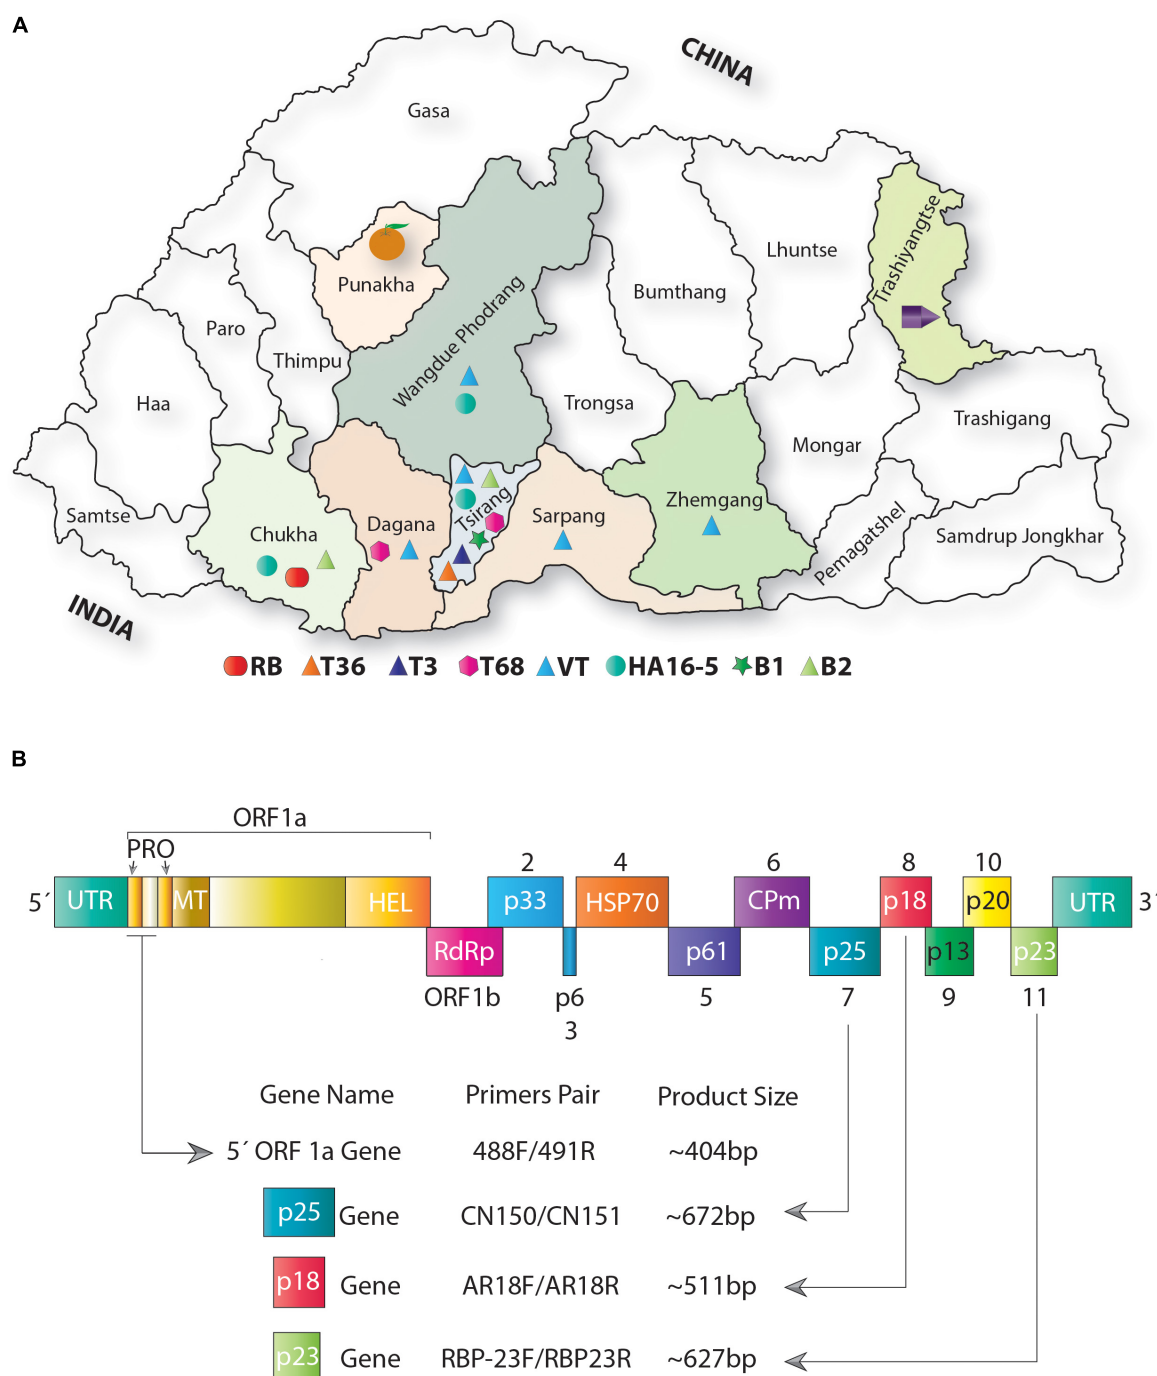 A
CHINA
Gasa
Trashiyangtse
Lhuntse
Punakha
Bumthang
Wangdue Phodrang
Paro
Thimpu
Haa
Trongsa
Trashigang
Mongar
Zhemgang
Tsirang
Samtse
Sarpang
Dagana
Chukha
Samdrup Jongkhar
Pemagatshel
INDIA
RB T36 T3 T68 VT HA16-5 B1 B2
B
ORF1a
PRO 2 4 6 8 10
5´ UTR MT HEL p33 HSP70 CPm p18 p20 UTR 3´
RdRp p61 p25 p13 p23
ORF1b p6 5 7 9 11
3
Gene Name Primers Pair Product Size
5´ ORF 1a Gene 488F/491R ~404bp
p25 Gene CN150/CN151 ~672bp
p18 Gene AR18F/AR18R ~511bp
p23 Gene RBP-23F/RBP23R ~627bp